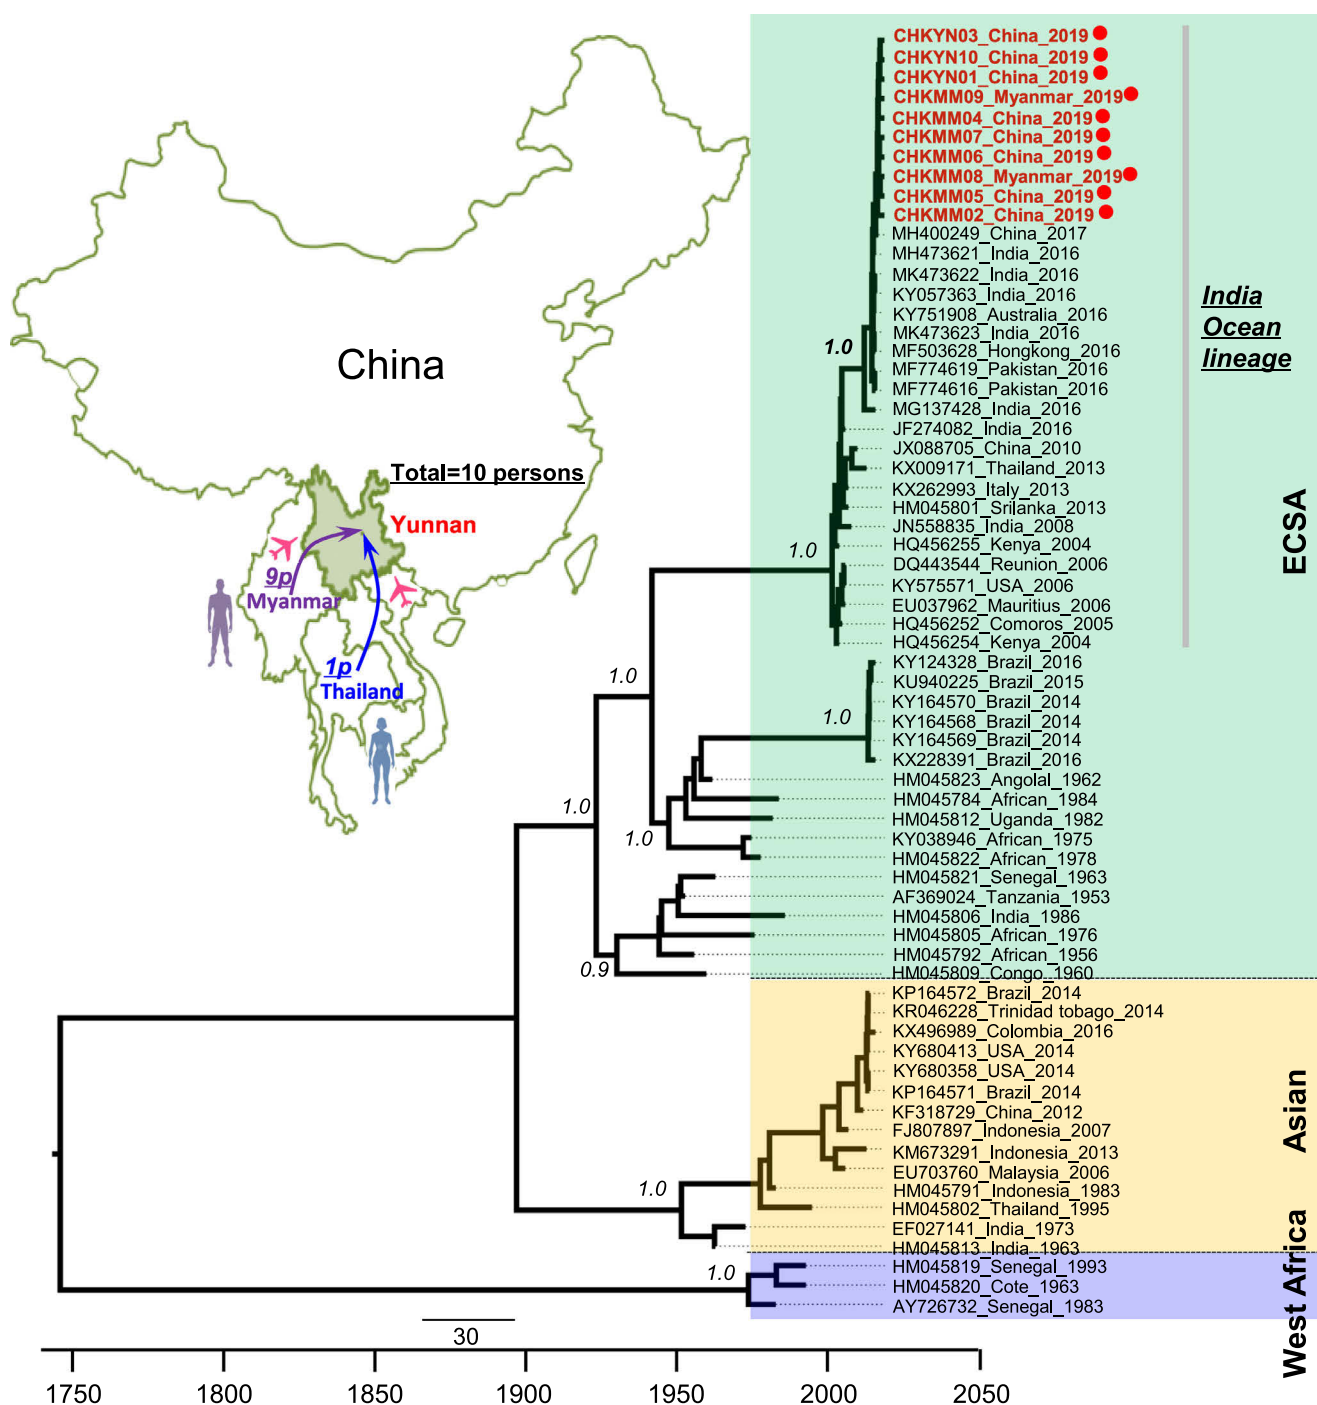 China
Total=10 persons
Yunnan
9p
Myanmar
1p
Thailand
CHKYN03_China_2019
CHKYN10_China_2019
CHKYN01_China_2019
CHKMM09_Myanmar_2019
CHKMM04_China_2019
CHKMM07_China_2019
CHKMM06_China_2019
CHKMM08_Myanmar_2019
CHKMM05_China_2019
CHKMM02_China_2019
MH400249_China_2017
MH473621_India_2016
MK473622_India_2016
KY057363_India_2016
KY751908_Australia_2016
MK473623_India_2016
MF503628_Hongkong_2016
MF774619_Pakistan_2016
MF774616_Pakistan_2016
MG137428_India_2016
JF274082_India_2016
JX088705_China_2010
KX009171_Thailand_2013
KX262993_Italy_2013
HM045801_Srilanka_2013
JN558835_India_2008
HQ456255_Kenya_2004
DQ443544_Reunion_2006
KY575571_USA_2006
EU037962_Mauritius_2006
HQ456252_Comoros_2005
HQ456254_Kenya_2004
KY124328_Brazil_2016
KU940225_Brazil_2015
KY164570_Brazil_2014
KY164568_Brazil_2014
KY164569_Brazil_2014
KX228391_Brazil_2016
HM045823_Angolal_1962
HM045784_African_1984
HM045812_Uganda_1982
KY038946_African_1975
HM045822_African_1978
HM045821_Senegal_1963
AF369024_Tanzania_1953
HM045806_India_1986
HM045805_African_1976
HM045792_African_1956
HM045809_Congo_1960
KP164572_Brazil_2014
KR046228_Trinidad tobago_2014
KX496989_Colombia_2016
KY680413_USA_2014
KY680358_USA_2014
KP164571_Brazil_2014
KF318729_China_2012
FJ807897_Indonesia_2007
KM673291_Indonesia_2013
EU703760_Malaysia_2006
HM045791_Indonesia_1983
HM045802_Thailand_1995
EF027141_India_1973
HM045813_India_1963
HM045819_Senegal_1993
HM045820_Cote_1963
AY726732_Senegal_1983
India
Ocean
lineage
ECSA
Asian
West Africa
1.0
1.0
1.0
1.0
1.0
1.0
0.9
1.0
1.0
30
1750
1800
1850
1900
1950
2000
2050